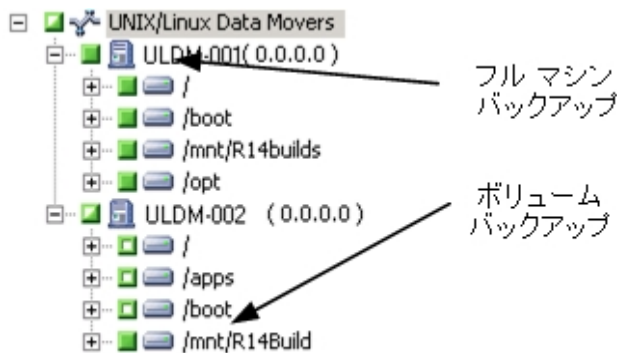 UNIX/Linux Data Movers
ULDM-001( 0.0.0.0 )
/
/boot
/mnt/R14builds
/opt
ULDM-002 ( 0.0.0.0 )
/
/apps
/boot
/mnt/R14Build
フル マシン
バックアップ
ボリューム
バックアップ